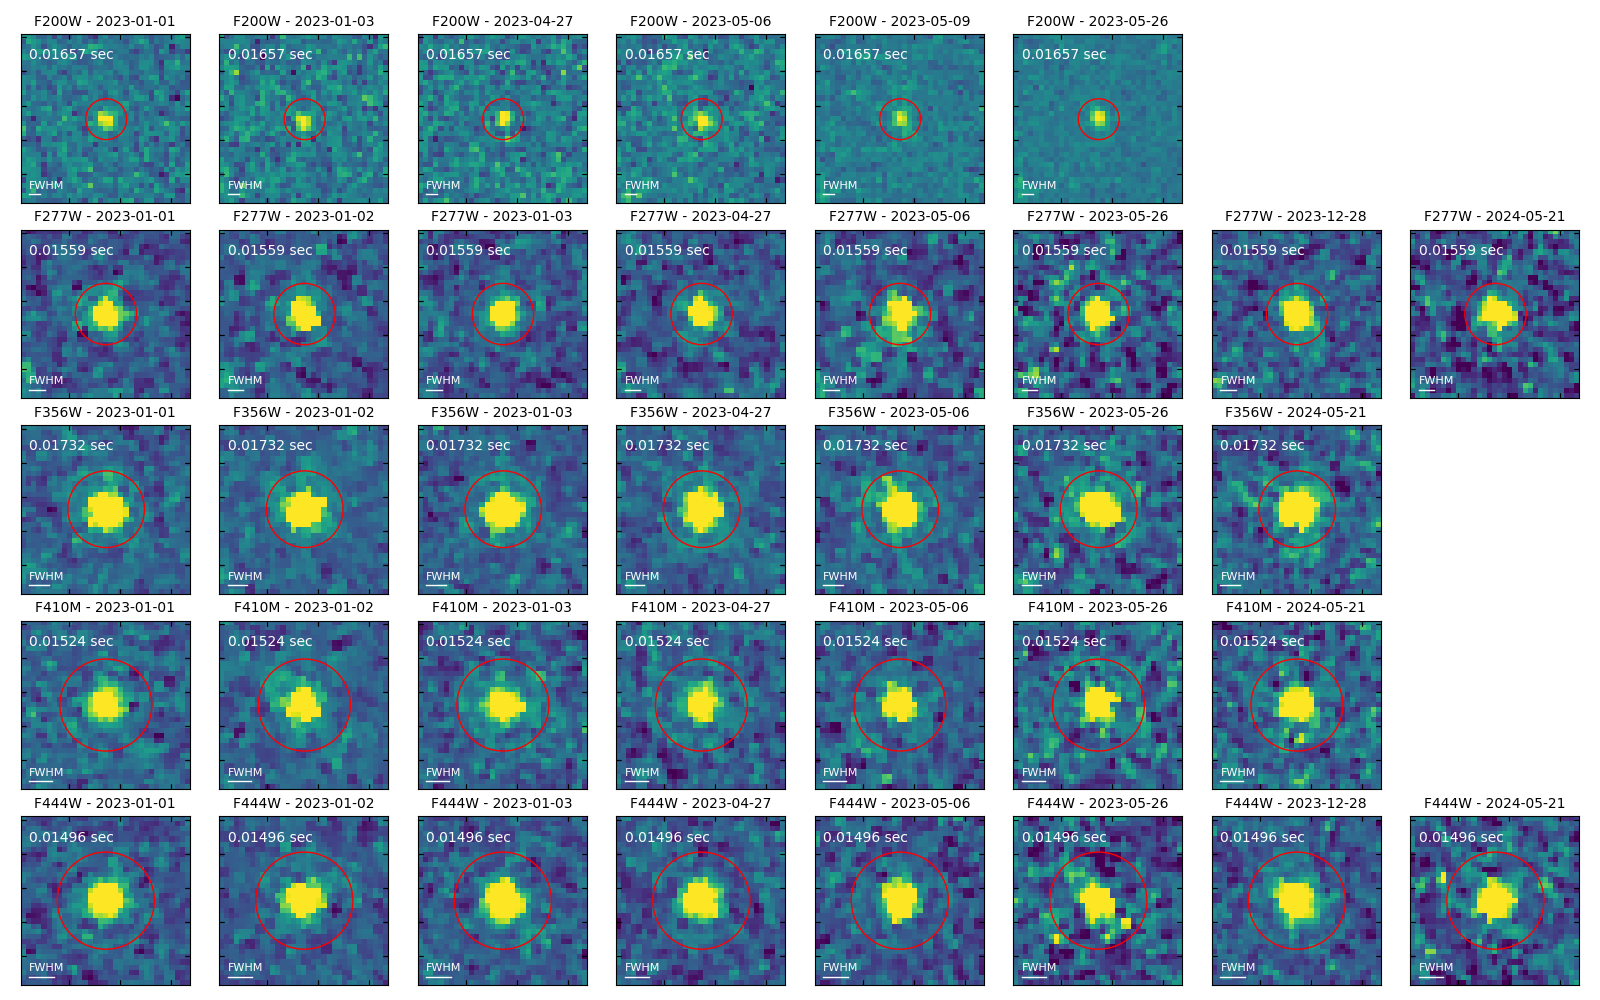 F200W - 2023-01-01
F200W - 2023-01-03
F200W - 2023-04-27
F200W - 2023-05-06
F200W - 2023-05-09
F200W - 2023-05-26
0.01657 sec
0.01657 sec
0.01657 sec
0.01657 sec
0.01657 sec
0.01657 sec
FWHM
FWHM
FWHM
FWHM
FWHM
FWHM
F277W - 2023-01-01
F277W - 2023-01-02
F277W - 2023-01-03
F277W - 2023-04-27
F277W - 2023-05-06
F277W - 2023-05-26
F277W - 2023-12-28
F277W - 2024-05-21
0.01559 sec
0.01559 sec
0.01559 sec
0.01559 sec
0.01559 sec
0.01559 sec
0.01559 sec
0.01559 sec
FWHM
FWHM
FWHM
FWHM
FWHM
FWHM
FWHM
FWHM
F356W - 2023-01-01
F356W - 2023-01-02
F356W - 2023-01-03
F356W - 2023-04-27
F356W - 2023-05-06
F356W - 2023-05-26
F356W - 2024-05-21
0.01732 sec
0.01732 sec
0.01732 sec
0.01732 sec
0.01732 sec
0.01732 sec
0.01732 sec
FWHM
FWHM
FWHM
FWHM
FWHM
FWHM
FWHM
F410M - 2023-01-01
F410M - 2023-01-02
F410M - 2023-01-03
F410M - 2023-04-27
F410M - 2023-05-06
F410M - 2023-05-26
F410M - 2024-05-21
0.01524 sec
0.01524 sec
0.01524 sec
0.01524 sec
0.01524 sec
0.01524 sec
0.01524 sec
FWHM
FWHM
FWHM
FWHM
FWHM
FWHM
FWHM
F444W - 2023-01-01
F444W - 2023-01-02
F444W - 2023-01-03
F444W - 2023-04-27
F444W - 2023-05-06
F444W - 2023-05-26
F444W - 2023-12-28
F444W - 2024-05-21
0.01496 sec
0.01496 sec
0.01496 sec
0.01496 sec
0.01496 sec
0.01496 sec
0.01496 sec
0.01496 sec
FWHM
FWHM
FWHM
FWHM
FWHM
FWHM
FWHM
FWHM